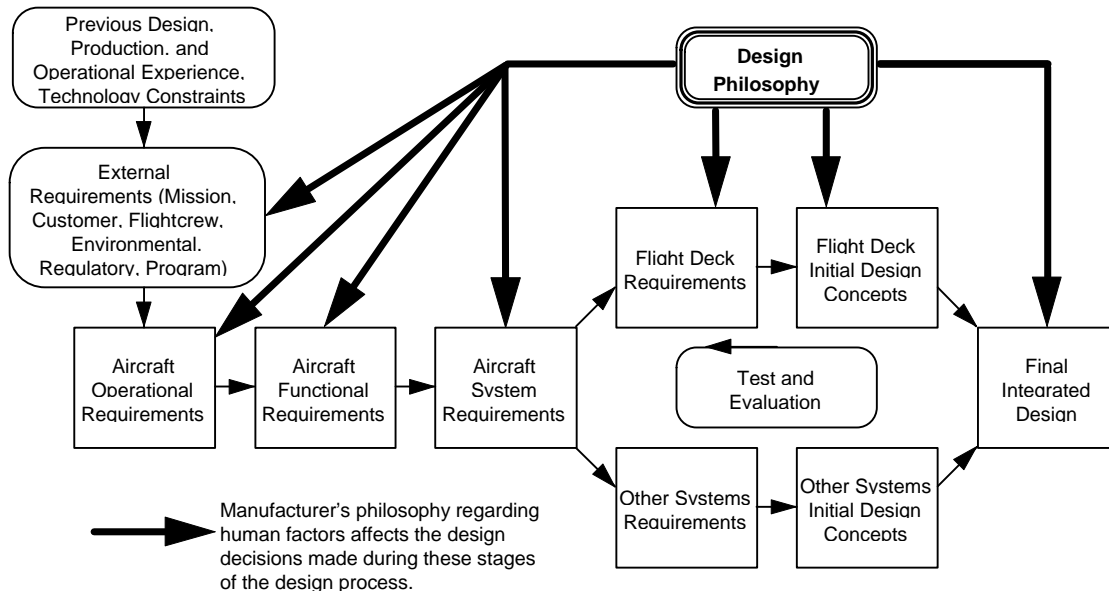 Previous Design,
Production, and
Operational Experience,
Technology Constraints
Design
Philosophy
External
Requirements (Mission,
Customer, Flightcrew,
Environmental,
Regulatory, Program)
Flight Deck
Requirements
Flight Deck
Initial Design
Concepts
Aircraft
Operational
Requirements
Aircraft
Functional
Requirements
Aircraft
System
Requirements
Test and
Evaluation
Final
Integrated
Design
Other Systems
Requirements
Other Systems
Initial Design
Concepts
Manufacturer's philosophy regarding
human factors affects the design
decisions made during these stages
of the design process.